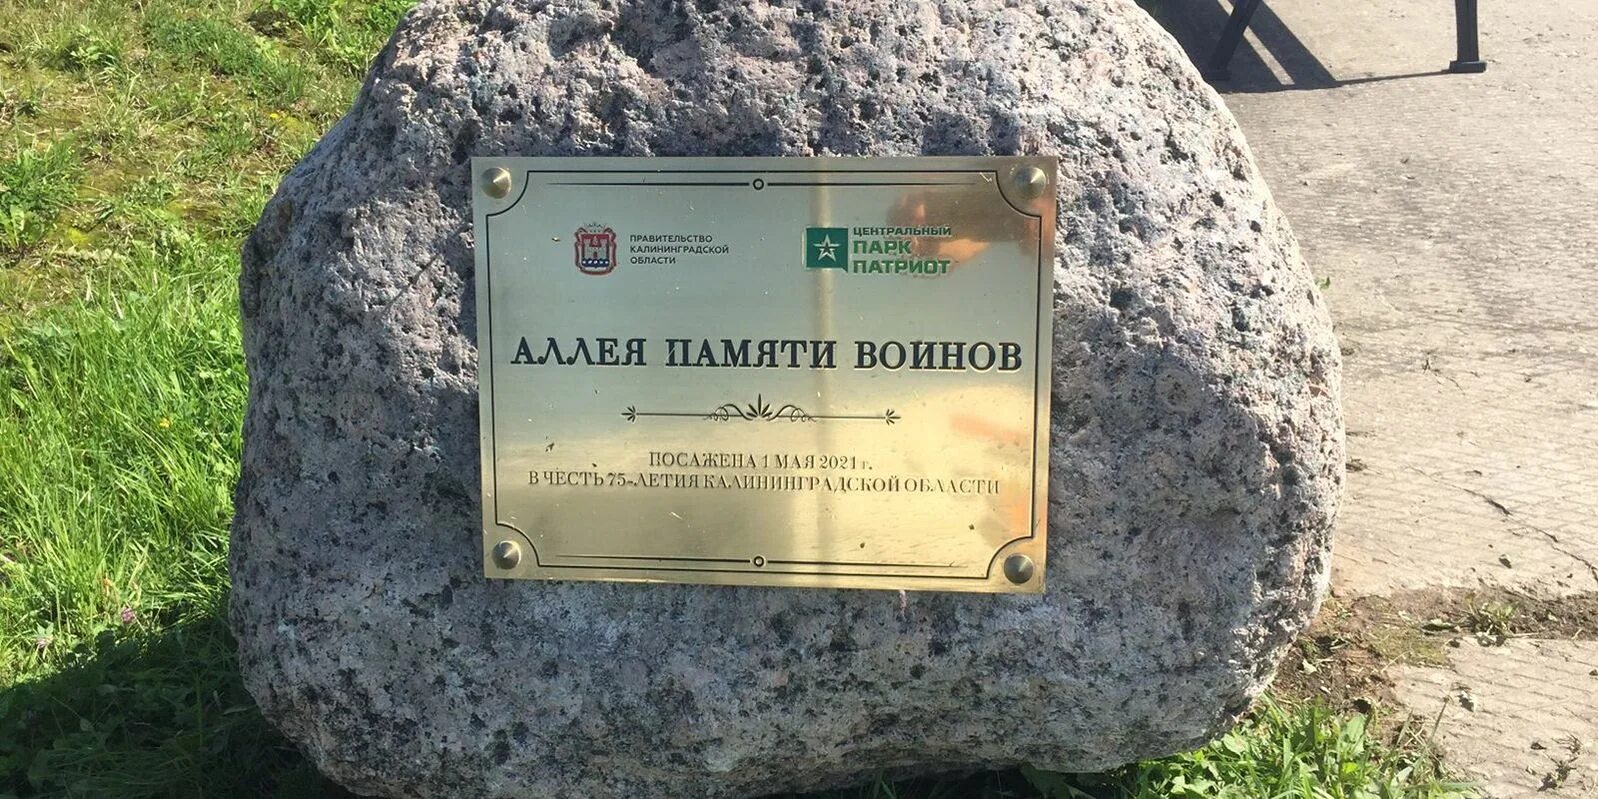 ПРАВИТЕЛЬСТВО
КАЛИНИНГРАДСКОЙ
ОБЛАСТИ
ЦЕНТРАЛЬНЫЙ
ПАРК
ПАТРИОТ
АЛЛЕЯ ПАМЯТИ ВОИНОВ
ПОСАЖЕНА 1 МАЯ 2021 г.
В ЧЕСТЬ 75-ЛЕТИЯ КАЛИНИНГРАДСКОЙ ОБЛАСТИ